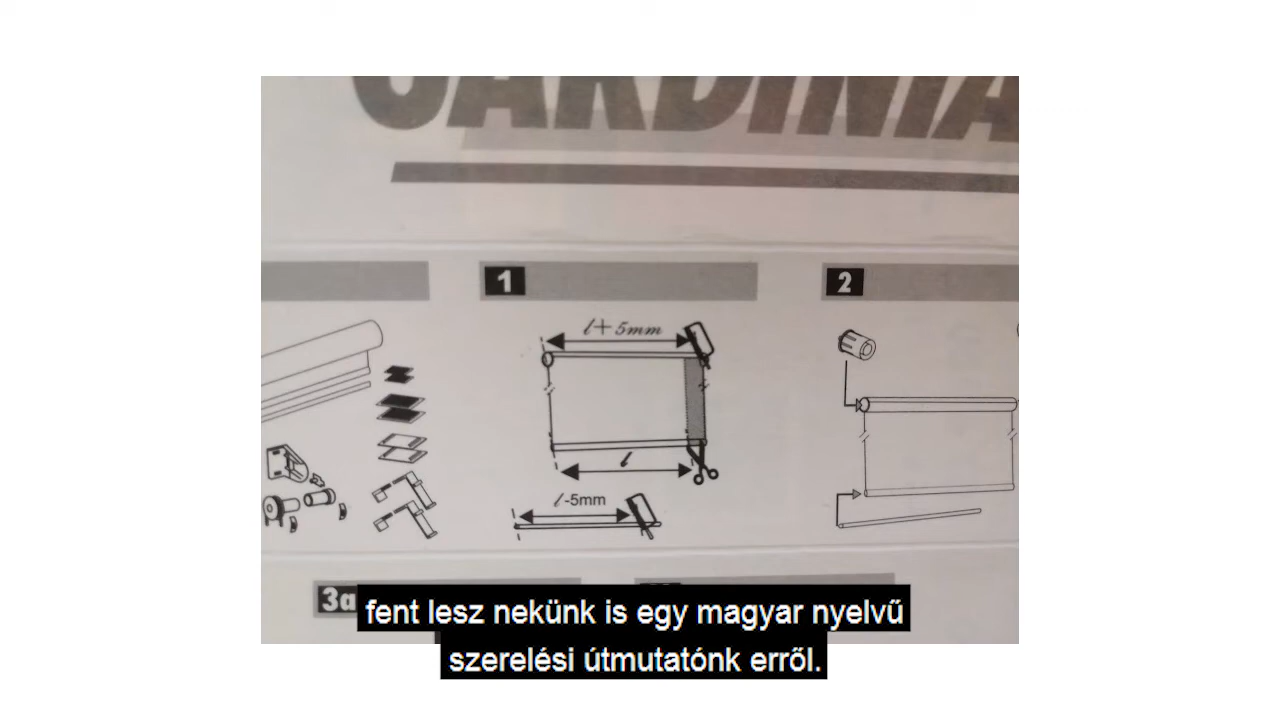 GARDINIA
1
2
l+5mm
l
l-5mm
3a
fent lesz nekünk is egy magyar nyelvű
szerelési útmutatónk erről.